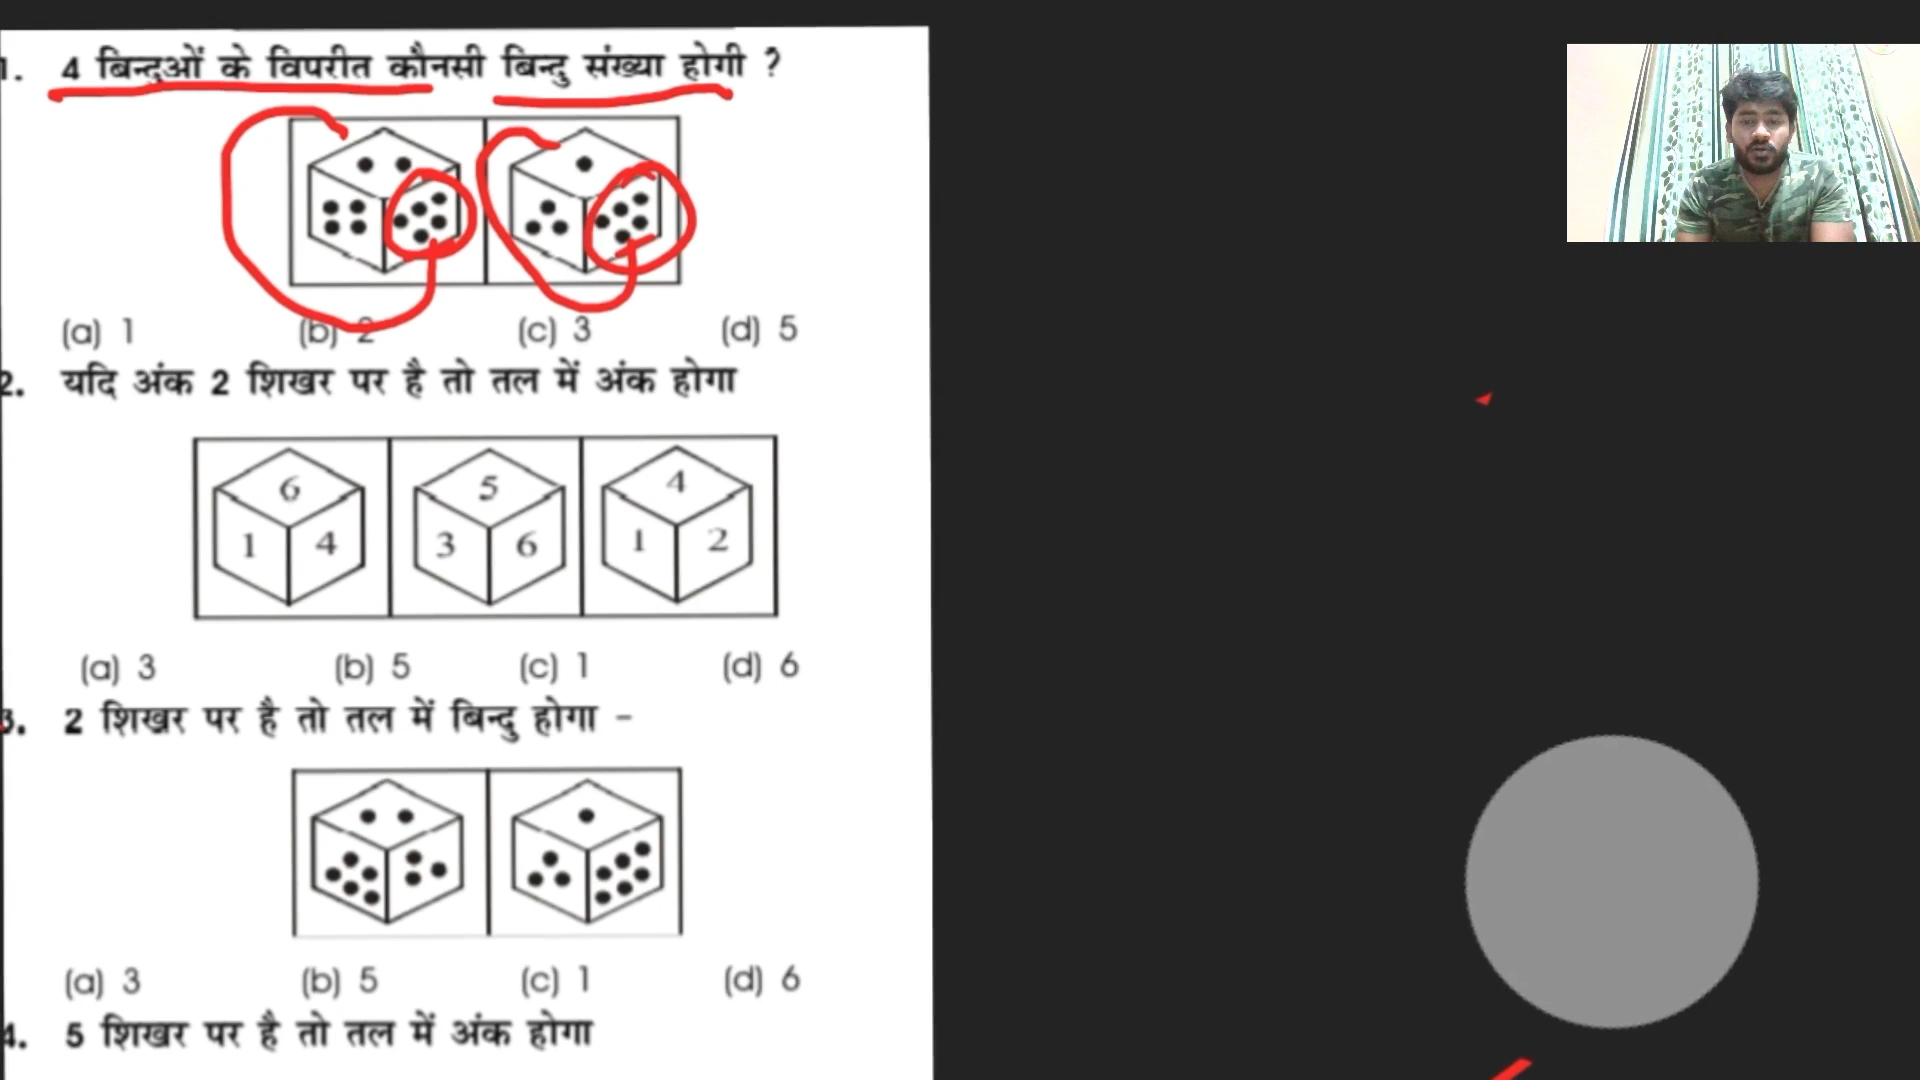 1. 4 बिन्दुओं के विपरीत कौनसी बिन्दु संख्या होगी ?
(a) 1 (b) 2 (c) 3 (d) 5
2. यदि अंक 2 शिखर पर है तो तल में अंक होगा
6 5 4
1 4 3 6 1 2
(a) 3 (b) 5 (c) 1 (d) 6
3. 2 शिखर पर है तो तल में बिन्दु होगा -
(a) 3 (b) 5 (c) 1 (d) 6
4. 5 शिखर पर है तो तल में अंक होगा